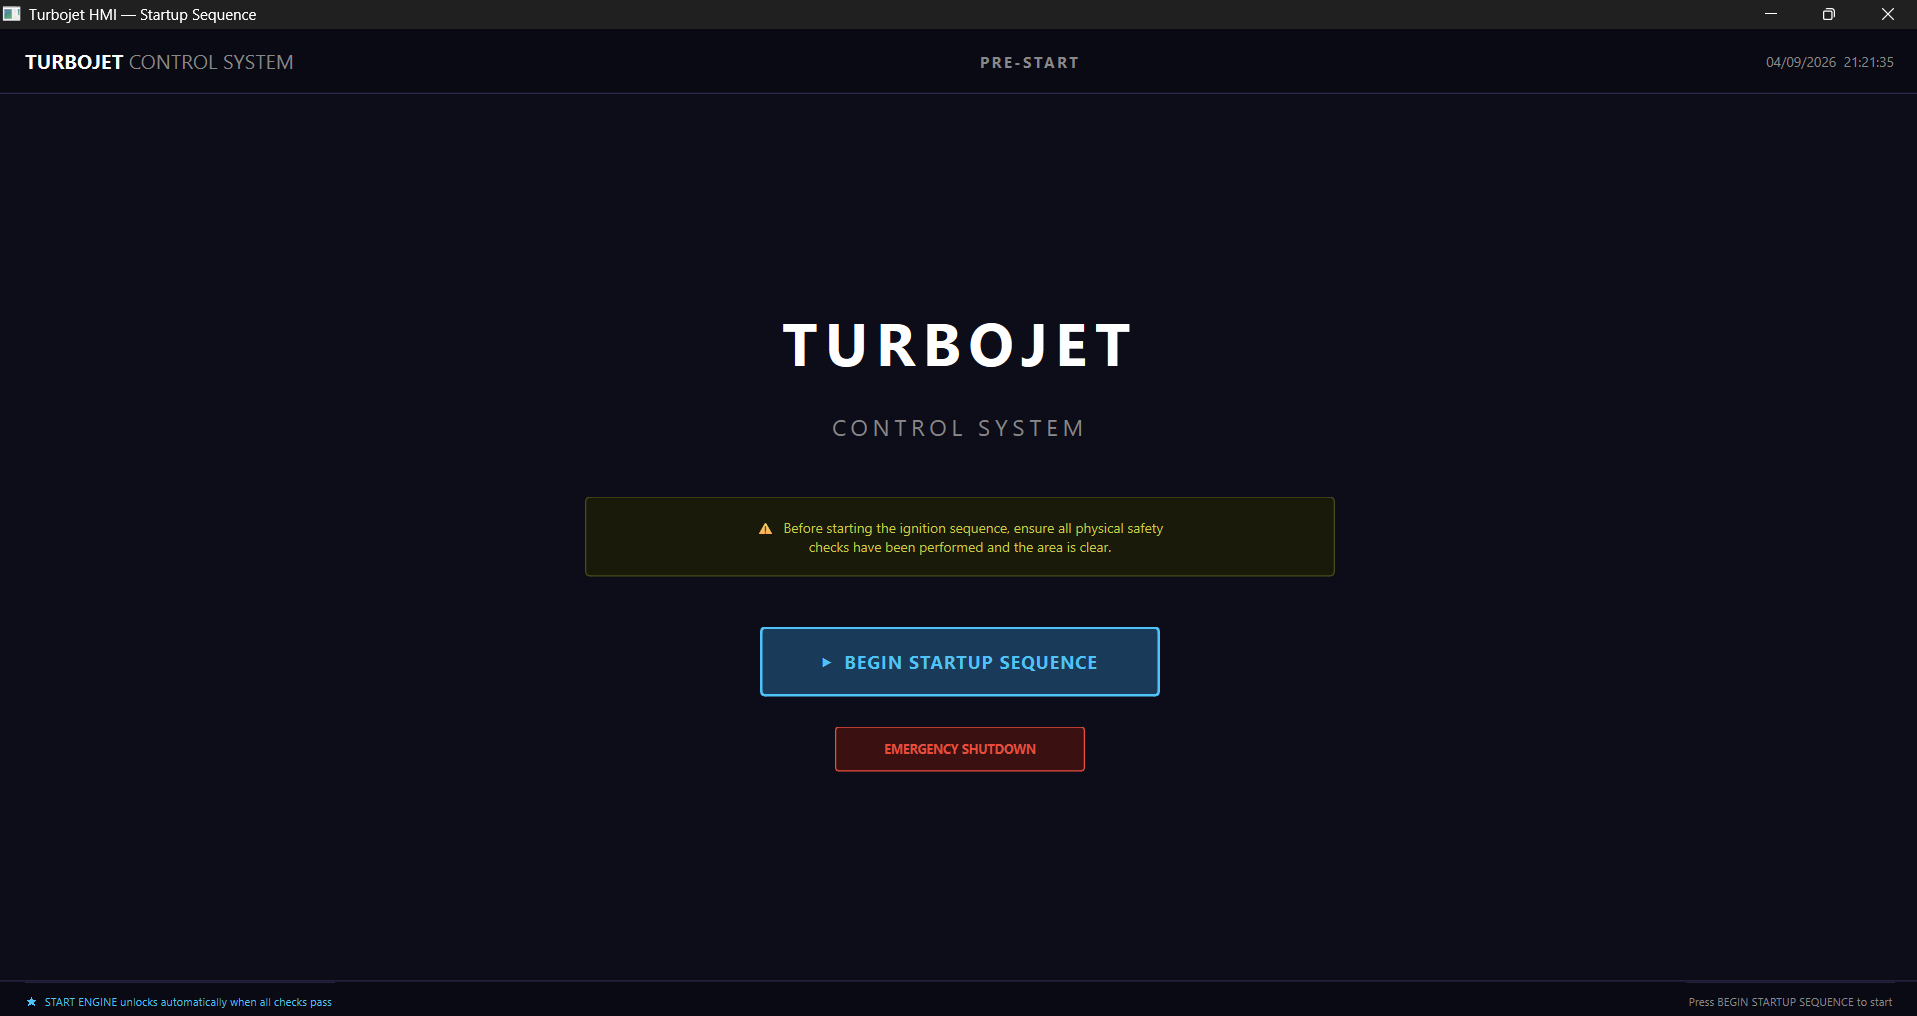 Turbojet HMI — Startup Sequence
TURBOJET CONTROL SYSTEM
PRE-START
04/09/2026 21:21:35
TURBOJET
CONTROL SYSTEM
⚠ Before starting the ignition sequence, ensure all physical safety
checks have been performed and the area is clear.
▶ BEGIN STARTUP SEQUENCE
EMERGENCY SHUTDOWN
★ START ENGINE unlocks automatically when all checks pass
Press BEGIN STARTUP SEQUENCE to start